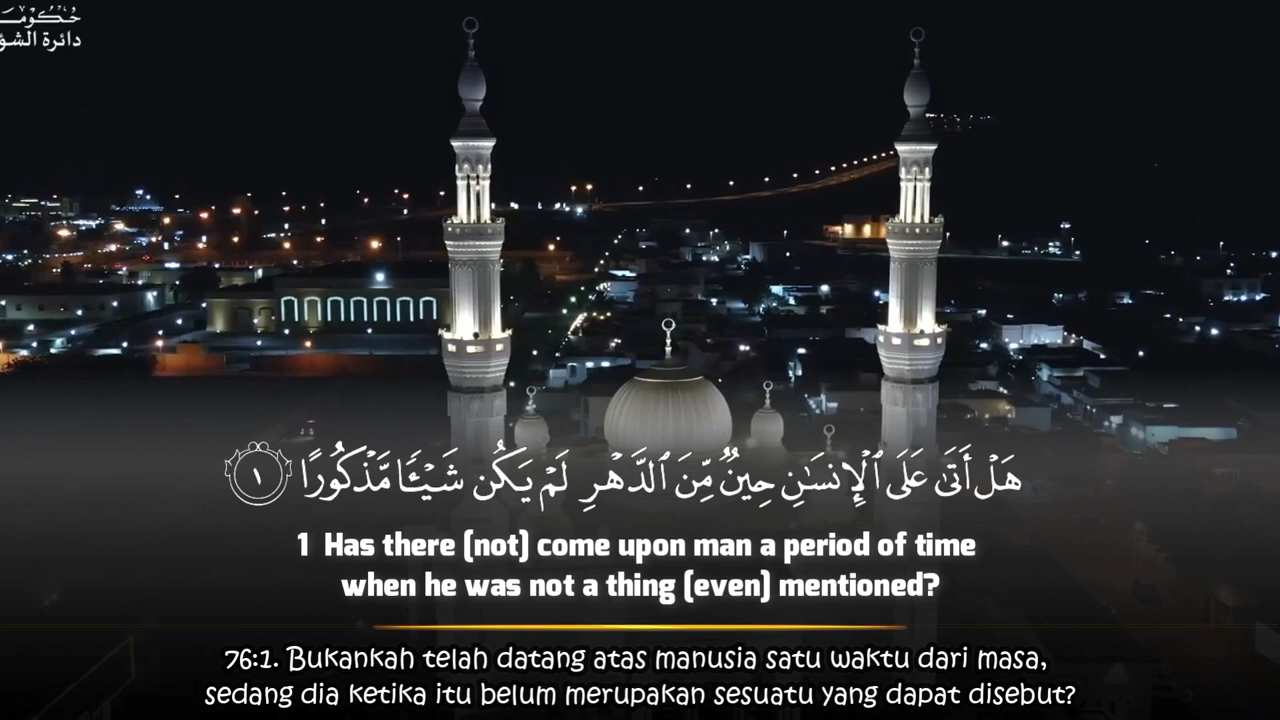 دائرة الشؤ
هَلْ أَتَىٰ عَلَى ٱلْإِنسَـٰنِ حِينٌۭ مِّنَ ٱلدَّهْرِ لَمْ يَكُن شَيْـًۭٔا مَّذْكُورًا ١
1 Has there (not) come upon man a period of time
when he was not a thing (even) mentioned?
76:1. Bukankah telah datang atas manusia satu waktu dari masa,
sedang dia ketika itu belum merupakan sesuatu yang dapat disebut?